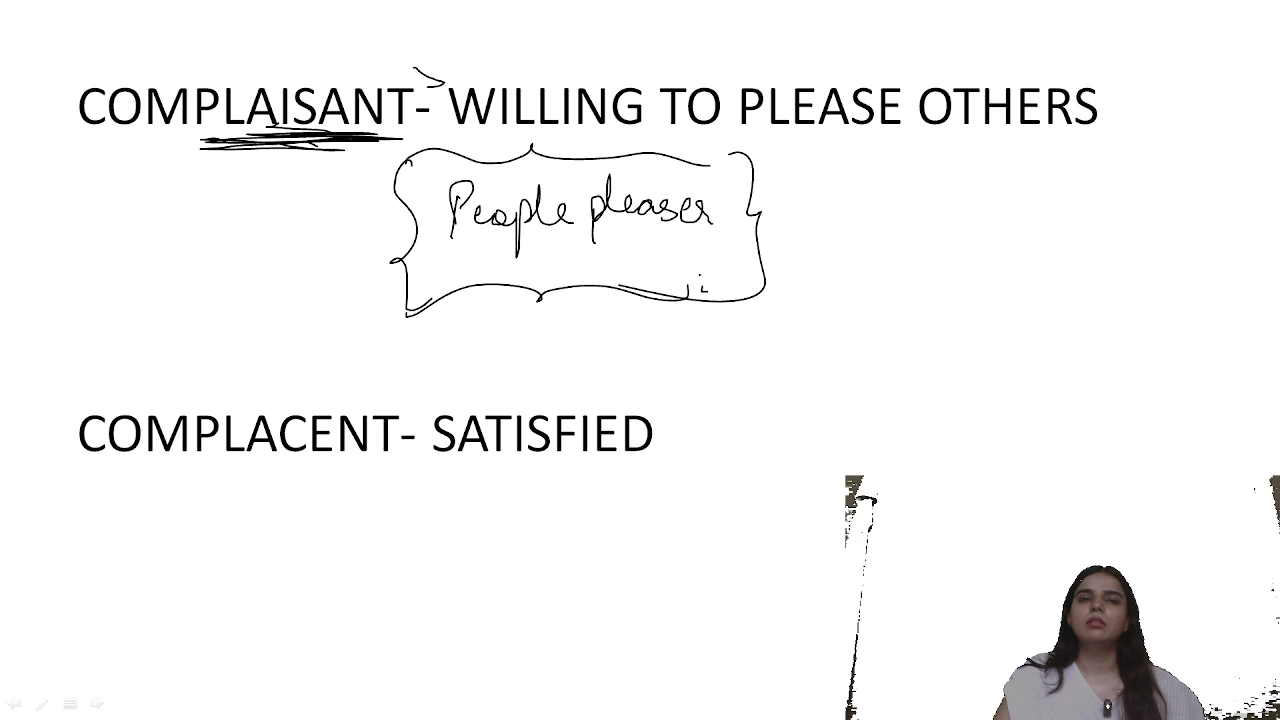 COMPLAISANT- WILLING TO PLEASE OTHERS
People pleaser
COMPLACENT- SATISFIED